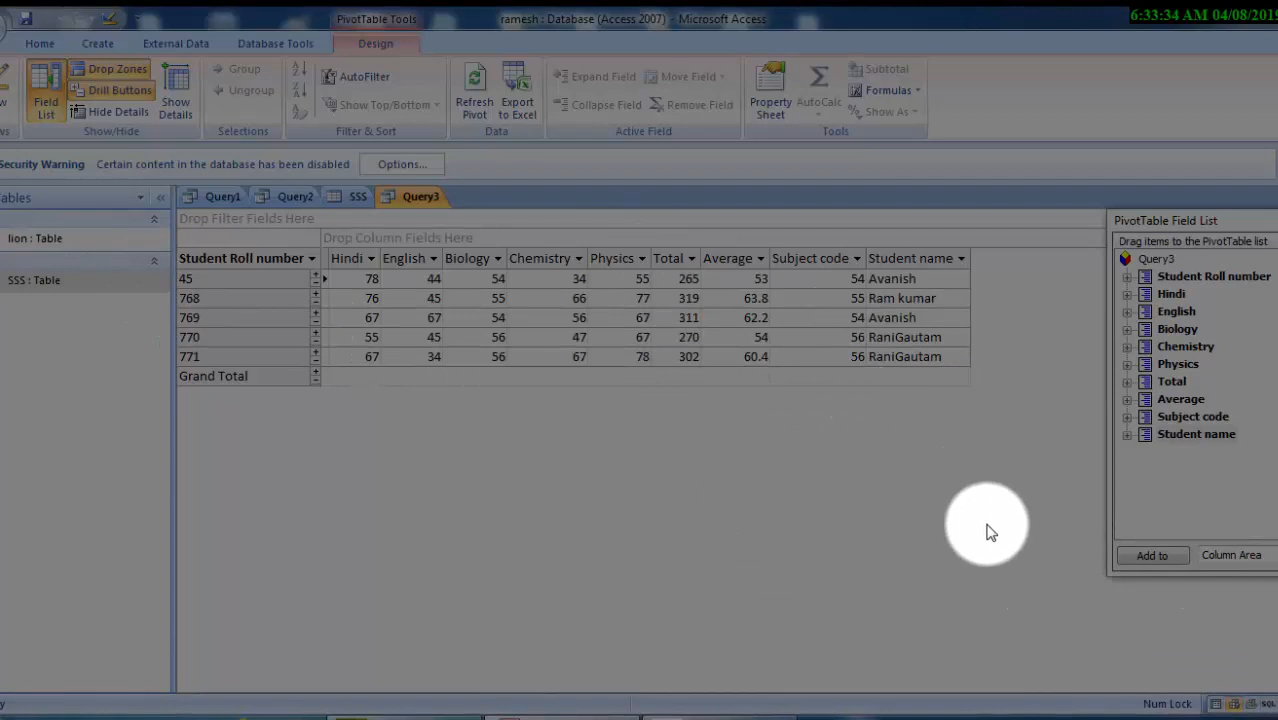 6:33:34 AM 04/08/201
PivotTable Tools
ramesh : Database (Access 2007) - Microsoft Access
Home Create External Data Database Tools Design
Field List
Drop Zones
Drill Buttons
Hide Details
Show Details
Show/Hide
Group
Ungroup
Selections
AutoFilter
Show Top/Bottom
Filter & Sort
Refresh Pivot
Export to Excel
Data
Expand Field
Collapse Field
Move Field
Remove Field
Active Field
Property Sheet
AutoCalc
Subtotal
Formulas
Show As
Tools
Security Warning Certain content in the database has been disabled Options...
Query1 Query2 SSS Query3
lion : Table
SSS : Table
Drop Filter Fields Here
Drop Column Fields Here
Student Roll number Hindi English Biology Chemistry Physics Total Average Subject code Student name
45 78 44 54 34 55 265 53 54 Avanish
768 76 45 55 66 77 319 63.8 55 Ram kumar
769 67 67 54 56 67 311 62.2 54 Avanish
770 55 45 56 47 67 270 54 56 RaniGautam
771 67 34 56 67 78 302 60.4 56 RaniGautam
Grand Total
PivotTable Field List
Drag items to the PivotTable list
Query3
Student Roll number
Hindi
English
Biology
Chemistry
Physics
Total
Average
Subject code
Student name
Add to Column Area
Num Lock
SQL